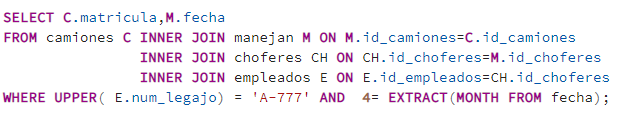 SELECT C.matricula,M.fecha
FROM camiones C INNER JOIN manejan M ON M.id_camiones=C.id_camiones
INNER JOIN choferes CH ON CH.id_choferes=M.id_choferes
INNER JOIN empleados E ON E.id_empleados=CH.id_choferes
WHERE UPPER( E.num_legajo) = 'A-777' AND  4= EXTRACT(MONTH FROM fecha);